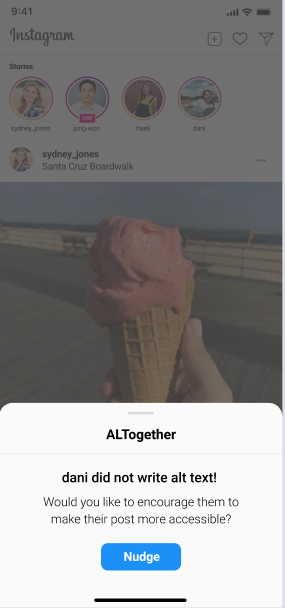 9:41
Instagram
Stories
LIVE
sydney_jones jung-won haeli dani
sydney_jones
Santa Cruz Boardwalk
ALTogether
dani did not write alt text!
Would you like to encourage them to
make their post more accessible?
Nudge